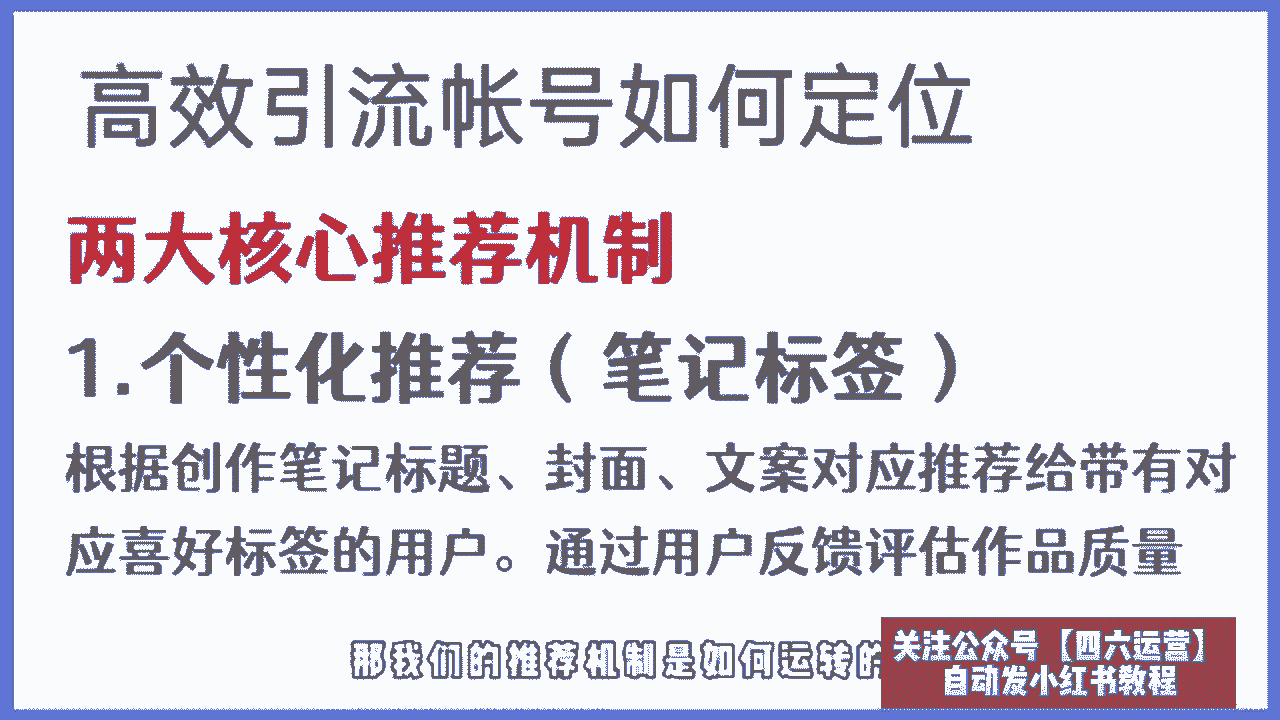 高效引流帐号如何定位
两大核心推荐机制
1.个性化推荐（笔记标签）
根据创作笔记标题、封面、文案对应推荐给带有对
应喜好标签的用户。通过用户反馈评估作品质量
那我们的推荐机制是如何运转的
关注公众号【四六运营】
自动发小红书教程